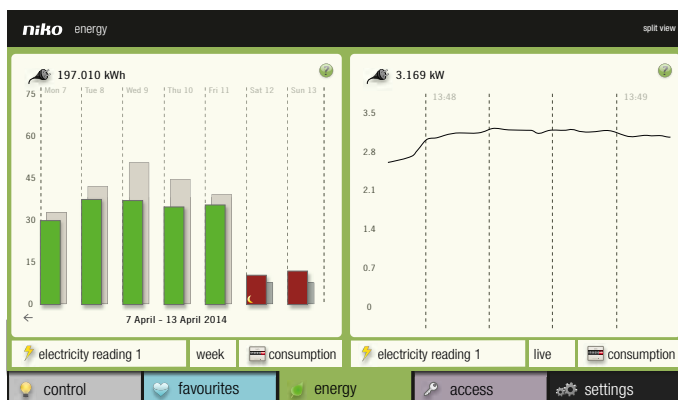 niko energy
split view
197.010 kWh
?
75
Mon 7 Tue 8 Wed 9 Thu 10 Fri 11 Sat 12 Sun 13
60
45
30
15
0
7 April - 13 April 2014
electricity reading 1 week consumption
3.169 kW
?
13:48 13:49
3.5
2.8
2.1
1.4
0.7
0
electricity reading 1 live consumption
control favourites energy access settings